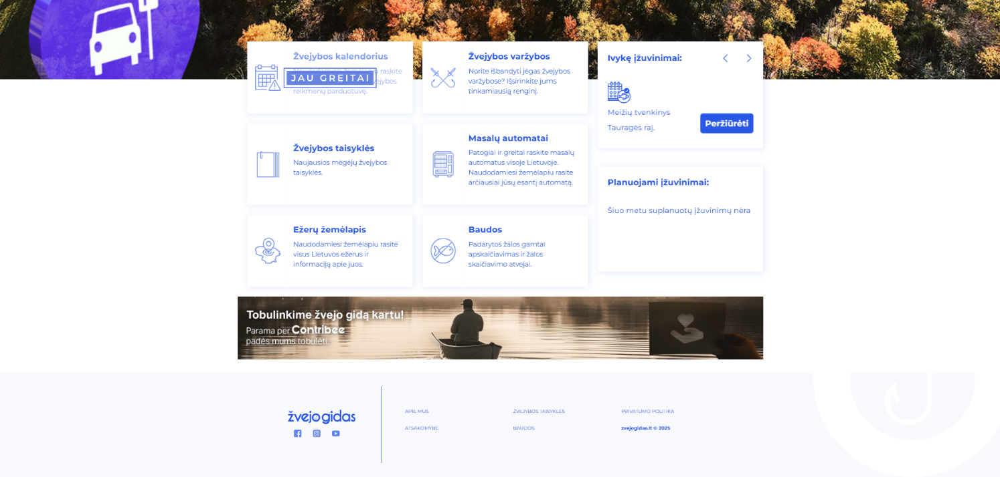 Žvejybos kalendorius
raskite
JAU GREITAI
reikmenų parduotuvę.
Žvejybos varžybos
Norite išbandyti jėgas žvejybos
varžybose? Išsirinkite jums
tinkamiausią renginį.
Žvejybos taisyklės
Naujausios mėgėjų žvejybos
taisyklės.
Masalų automatai
Patogiai ir greitai raskite masalų
automatus visoje Lietuvoje.
Naudodamiesi žemėlapiu rasite
arčiausiai jūsų esantį automatą.
Ežerų žemėlapis
Naudodamiesi žemėlapiu rasite
visus Lietuvos ežerus ir
informaciją apie juos.
Baudos
Padarytos žalos gamtai
apskaičiavimas ir žalos
skaičiavimo atvejai.
Ivykę įžuvinimai:
Meižių tvenkinys
Tauragės raj.
Peržiūrėti
Planuojami įžuvinimai:
Šiuo metu suplanuotų įžuvinimų nėra
Tobulinkime žvejo gidą kartu!
Parama per Contribee
padės mums tobulėti.
žvejo gidas
APIE MUS
ATSAKOMYBĖ
ŽVEJYBOS TAISYKLĖS
BAUDOS
PRIVATUMO POLITIKA
zvejogidas.lt © 2025